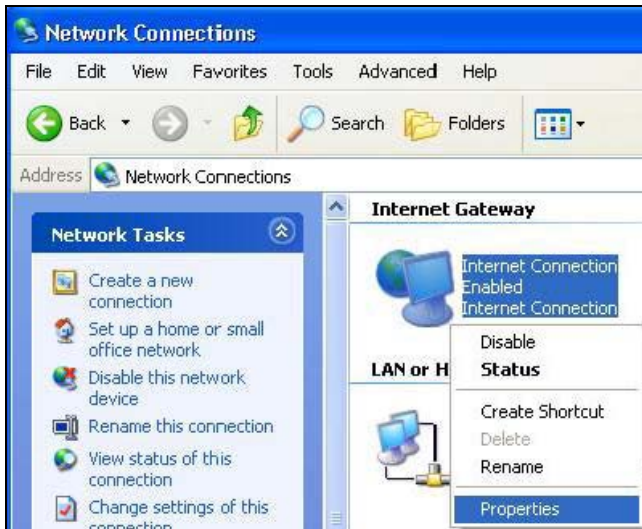 Network Connections
File Edit View Favorites Tools Advanced Help
Back Search Folders
Address Network Connections
Network Tasks
Create a new
connection
Set up a home or small
office network
Disable this network
device
Rename this connection
View status of this
connection
Change settings of this
connection
Internet Gateway
Internet Connection
Enabled
Internet Connection
LAN or H
Disable
Status
Create Shortcut
Delete
Rename
Properties